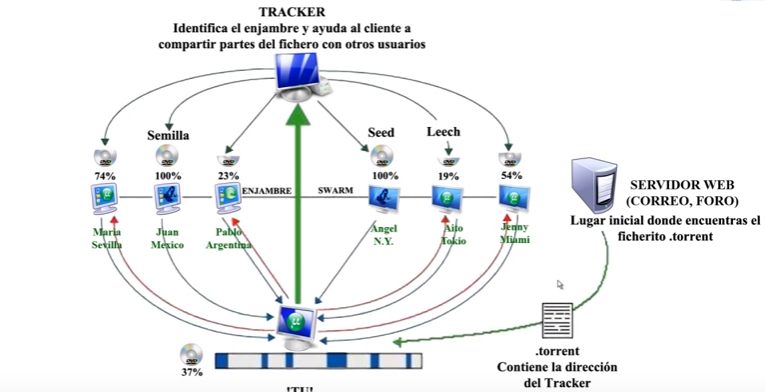 TRACKER
Identifica el enjambre y ayuda al cliente a
compartir partes del fichero con otros usuarios
Semilla
Seed
Leech
DVD
DVD
DVD
DVD
DVD
DVD
74%
100%
23%
100%
19%
54%
ENJAMBRE
SWARM
María
Sevilla
Juan
Mexico
Pablo
Argentina
Ángel
N.Y.
Aito
Tokio
Jenny
Miami
SERVIDOR WEB
(CORREO, FORO)
Lugar inicial donde encuentras el
ficherito .torrent
DVD
37%
!TU!
.torrent
Contiene la dirección
del Tracker